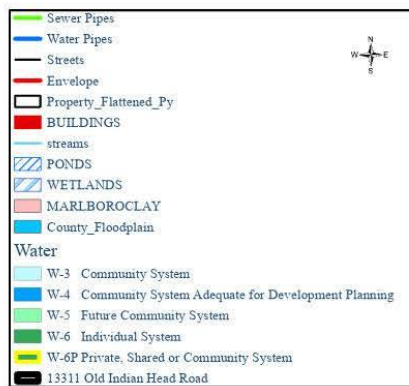 Sewer Pipes
Water Pipes
N
Streets
W E
S
Envelope
Property_Flattened_Py
BUILDINGS
streams
PONDS
WETLANDS
MARLBOROCLAY
County_Floodplain
Water
W-3 Community System
W-4 Community System Adequate for Development Planning
W-5 Future Community System
W-6 Individual System
W-6P Private, Shared or Community System
13311 Old Indian Head Road